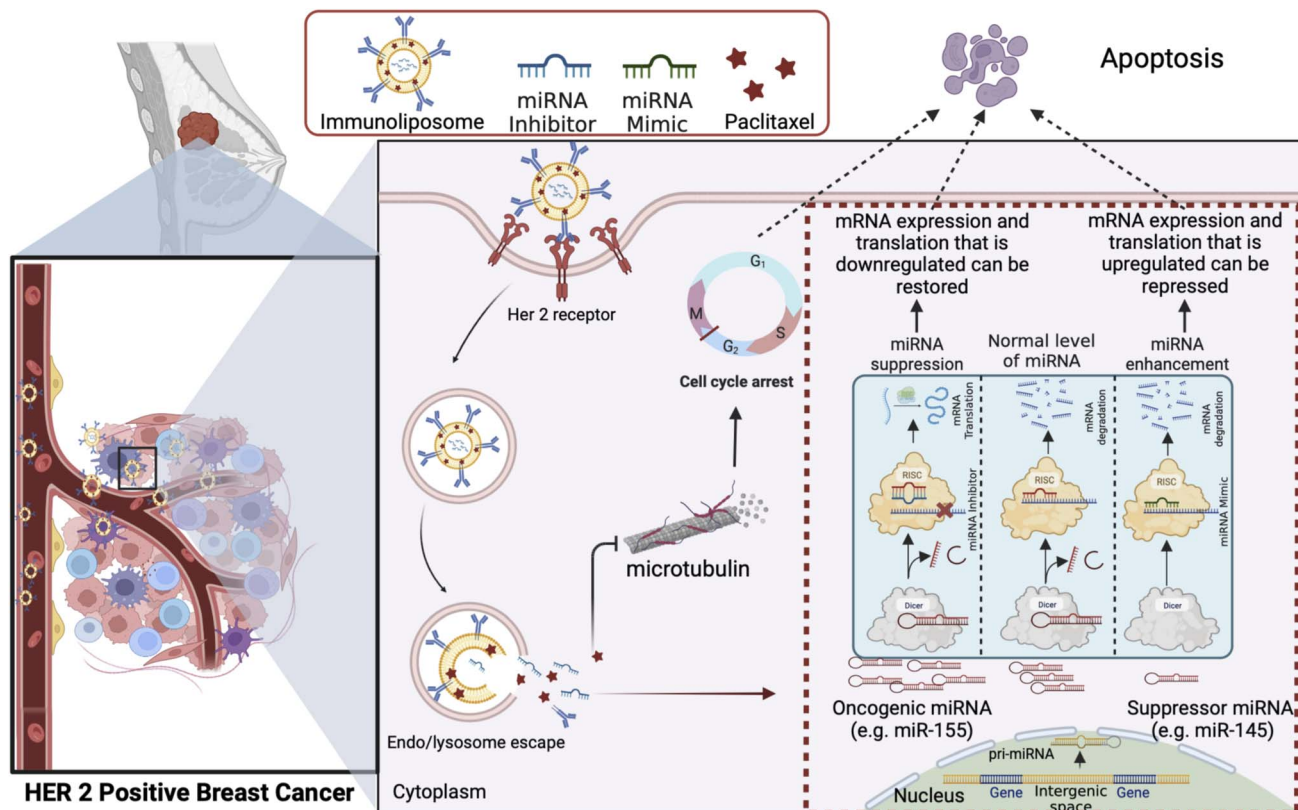 Immunoliposome
miRNA
Inhibitor
miRNA
Mimic
Paclitaxel
Apoptosis
Her 2 receptor
G1
S
G2
M
Cell cycle arrest
microtubulin
Endo/lysosome escape
Cytoplasm
HER 2 Positive Breast Cancer
mRNA expression and
translation that is
downregulated can be
restored
mRNA expression and
translation that is
upregulated can be
repressed
miRNA
suppression
Normal level
of miRNA
miRNA
enhancement
mRNA
Translation
mRNA
degradation
mRNA
degradation
RISC
miRNA Inhibitor
RISC
RISC
miRNA Mimic
Dicer
Dicer
Dicer
Oncogenic miRNA
(e.g. miR-155)
Suppressor miRNA
(e.g. miR-145)
pri-miRNA
Nucleus
Gene
Intergenic
space
Gene